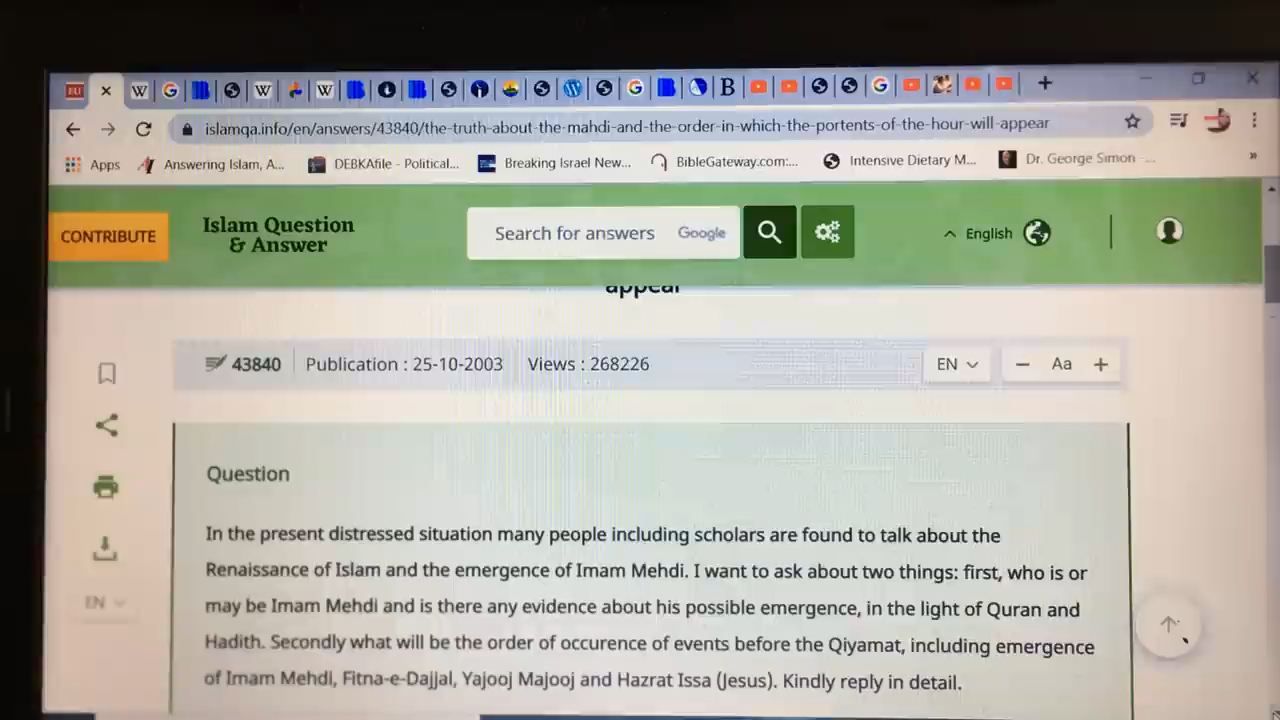 islamqa.info/en/answers/43840/the-truth-about-the-mahdi-and-the-order-in-which-the-portents-of-the-hour-will-appear
Apps Answering Islam, A... DEBKAfile - Political... Breaking Israel New... BibleGateway.com:... Intensive Dietary M... Dr. George Simon -...
CONTRIBUTE
Islam Question
& Answer
Search for answers Google
English
appear
43840 Publication : 25-10-2003 Views : 268226 EN Aa
Question
In the present distressed situation many people including scholars are found to talk about the
Renaissance of Islam and the emergence of Imam Mehdi. I want to ask about two things: first, who is or
may be Imam Mehdi and is there any evidence about his possible emergence, in the light of Quran and
EN
Hadith. Secondly what will be the order of occurence of events before the Qiyamat, including emergence
of Imam Mehdi, Fitna-e-Dajjal, Yajooj Majooj and Hazrat Issa (Jesus). Kindly reply in detail.